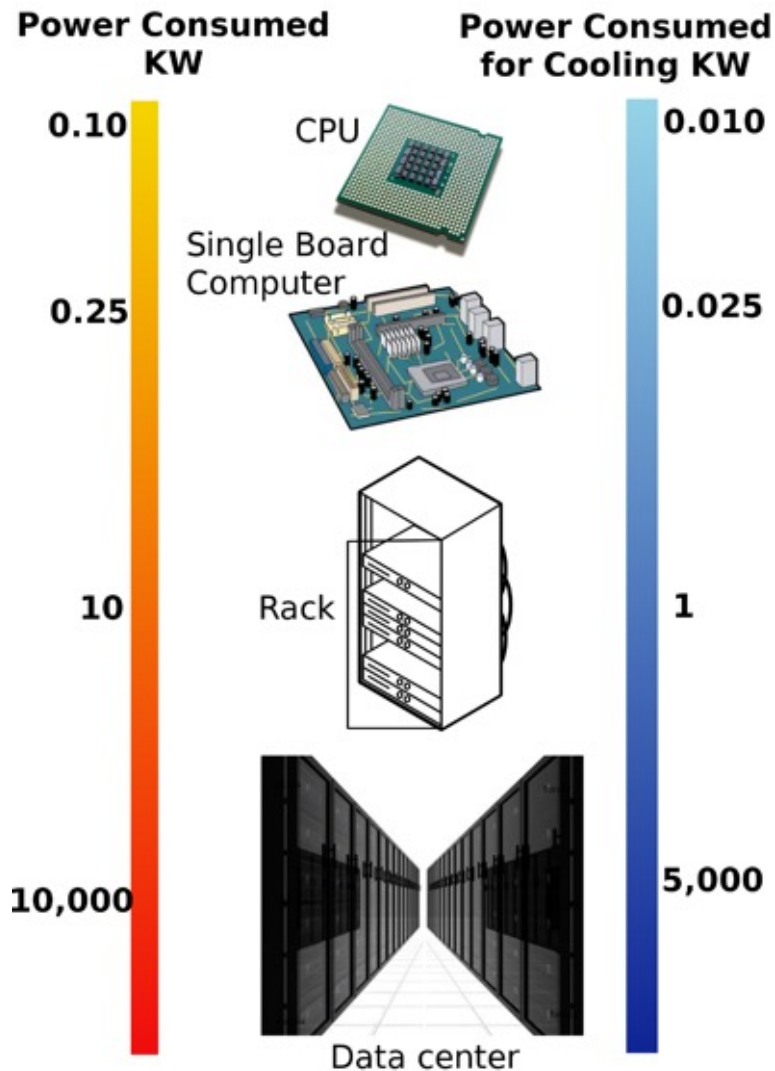 Power Consumed
KW
Power Consumed
for Cooling KW
0.10
CPU
0.010
Single Board
Computer
0.25
0.025
10
Rack
1
10,000
5,000
Data center